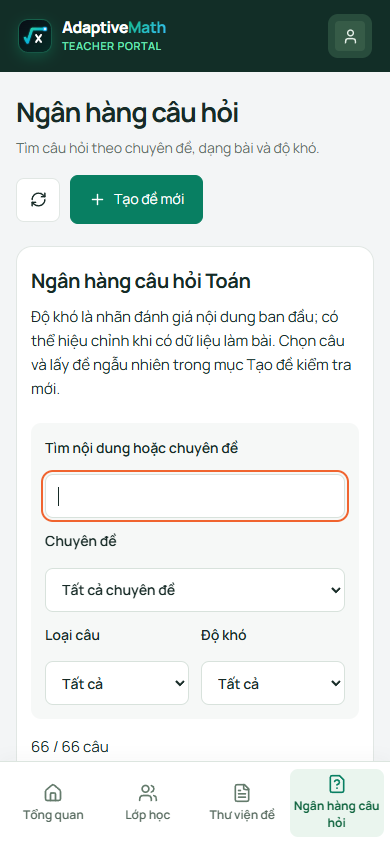 AdaptiveMath
TEACHER PORTAL
Ngân hàng câu hỏi
Tìm câu hỏi theo chuyên đề, dạng bài và độ khó.
Tạo đề mới
Ngân hàng câu hỏi Toán
Độ khó là nhãn đánh giá nội dung ban đầu; có
thể hiệu chỉnh khi có dữ liệu làm bài. Chọn câu
và lấy đề ngẫu nhiên trong mục Tạo đề kiểm tra
mới.
Tìm nội dung hoặc chuyên đề
Chuyên đề
Tất cả chuyên đề
Loại câu
Độ khó
Tất cả
Tất cả
66 / 66 câu
Tổng quan
Lớp học
Thư viện đề
Ngân hàng câu
hỏi